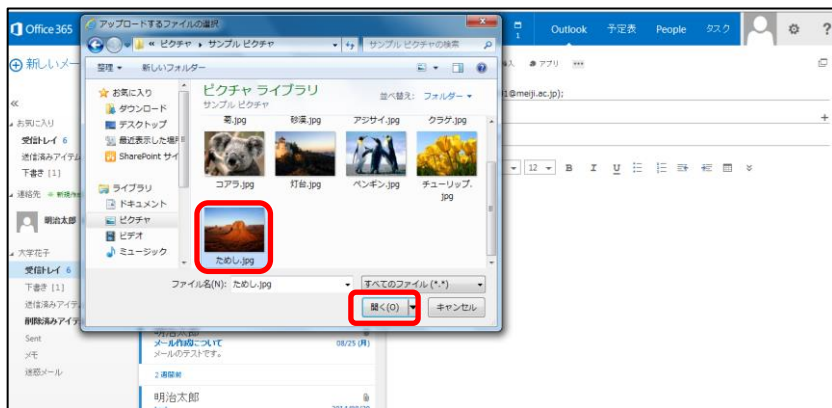 Office 365
アップロードするファイルの選択
1
Outlook
予定表
People
タスク
?
« ピクチャ ▸ サンプル ピクチャ
サンプル ピクチャの検索
新しいメー
整理
新しいフォルダー
アプリ
•••
お気に入り
ダウンロード
デスクトップ
最近表示した場所
SharePoint サイ
ライブラリ
ドキュメント
ピクチャ
ビデオ
ミュージック
ピクチャ ライブラリ
サンプル ピクチャ
並べ替え: フォルダー
菊.jpg
砂漠.jpg
アジサイ.jpg
クラゲ.jpg
コアラ.jpg
灯台.jpg
ペンギン.jpg
チューリップ.
jpg
ためし.jpg
ファイル名(N): ためし.jpg
すべてのファイル (*.*)
開く(O)
キャンセル
1@meiji.ac.jp);
12
B
I
U
«
お気に入り
受信トレイ 6
送信済みアイテム
下書き [1]
連絡先
明治太郎
大学花子
受信トレイ 6
下書き [1]
送信済みアイテ
削除済みアイテ
Sent
メモ
迷惑メール
明治太郎
メール作成について
08/25 (月)
メールのテストです。
2 週間前
明治太郎